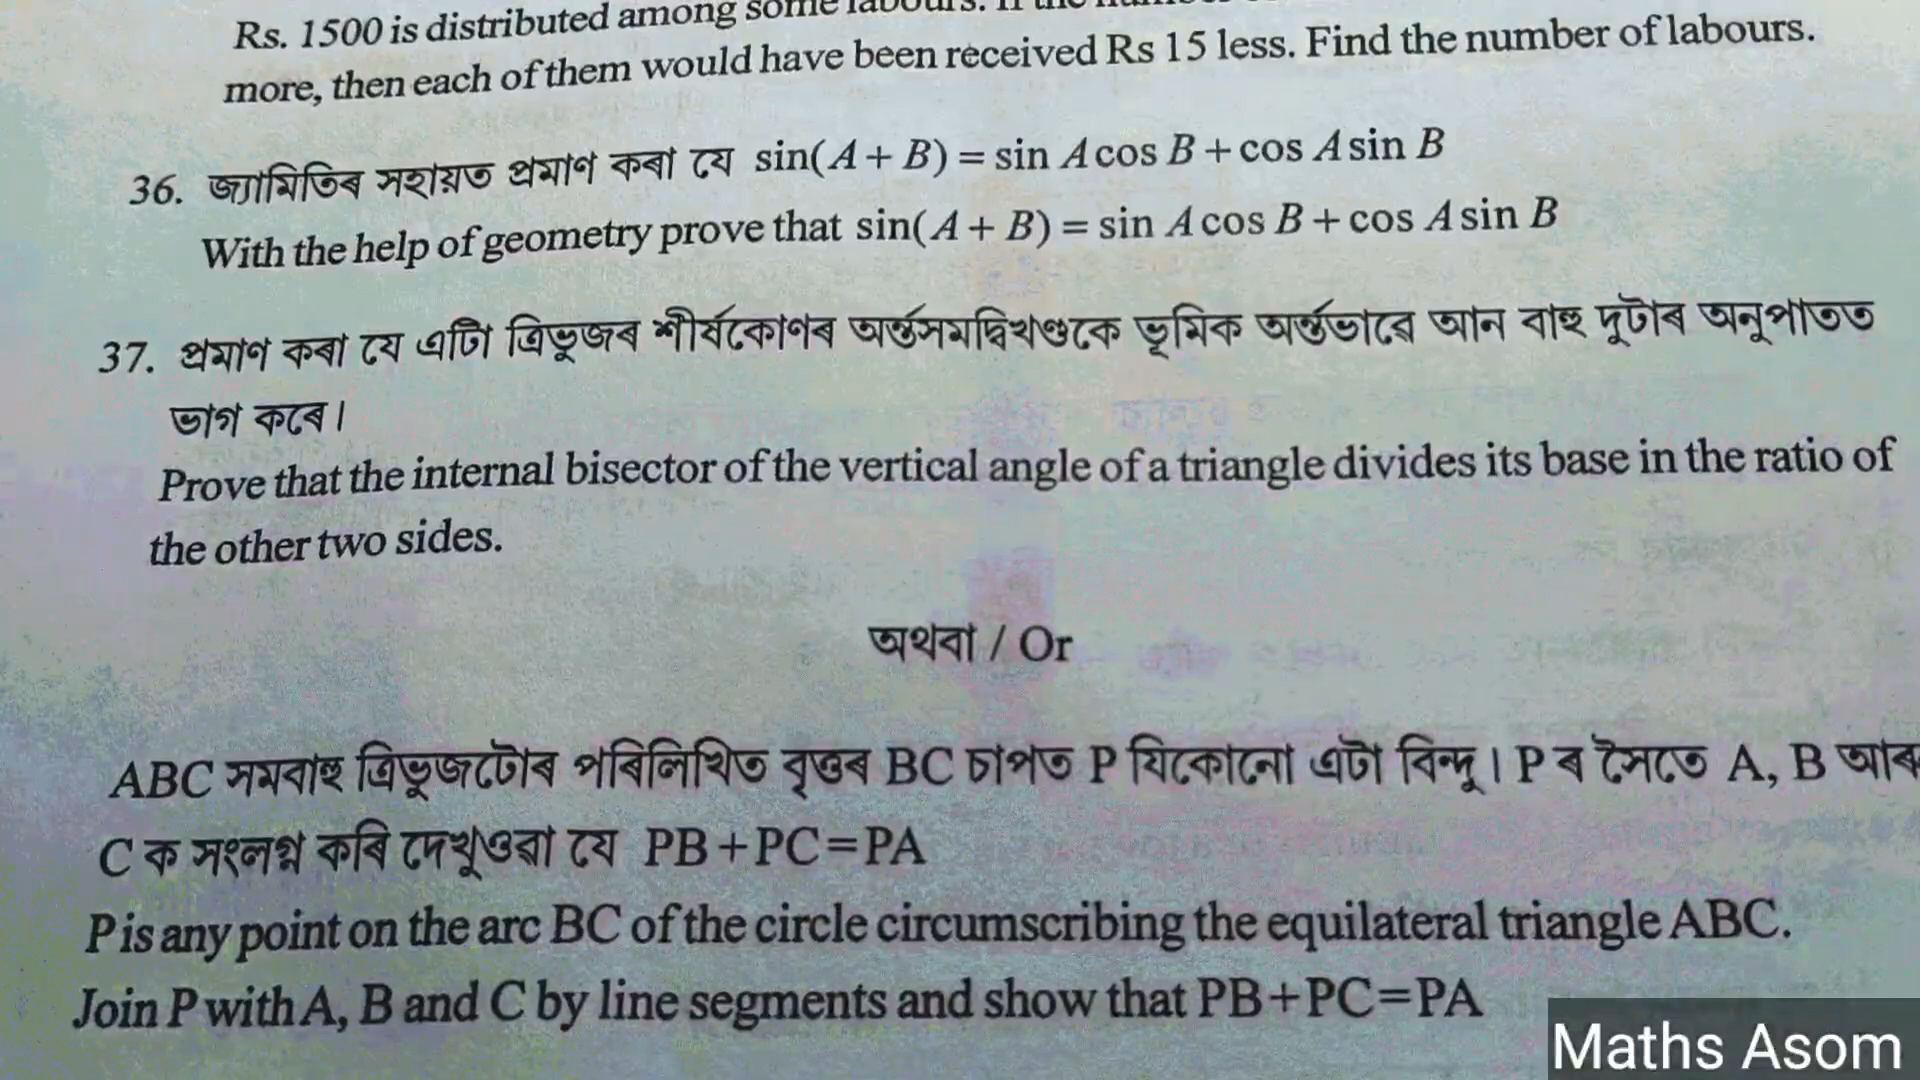 Rs. 1500 is distributed among some labours. If the number
more, then each of them would have been received Rs 15 less. Find the number of labours.
36. জ্যামিতিৰ সহায়ত প্ৰমাণ কৰা যে sin(A + B) = sin A cos B + cos A sin B
With the help of geometry prove that sin(A + B) = sin A cos B + cos A sin B
37. প্ৰমাণ কৰা যে এটি ত্ৰিভূজৰ শীৰ্ষকোণৰ অৰ্ন্তসমদ্বিখণ্ডকে ভূমিক অৰ্ন্তভাৱে আন বাহু দুটাৰ অনুপাতত
ভাগ কৰে।
Prove that the internal bisector of the vertical angle of a triangle divides its base in the ratio of
the other two sides.
অথবা / Or
ABC সমবাহু ত্ৰিভূজটোৰ পৰিলিখিত বৃত্তৰ BC চাপত P যিকোনো এটা বিন্দু। P ৰ সৈতে A, B আৰু
C ক সংলগ্ন কৰি দেখুওৱা যে PB+PC=PA
P is any point on the arc BC of the circle circumscribing the equilateral triangle ABC.
Join P with A, B and C by line segments and show that PB+PC=PA
Maths Asom